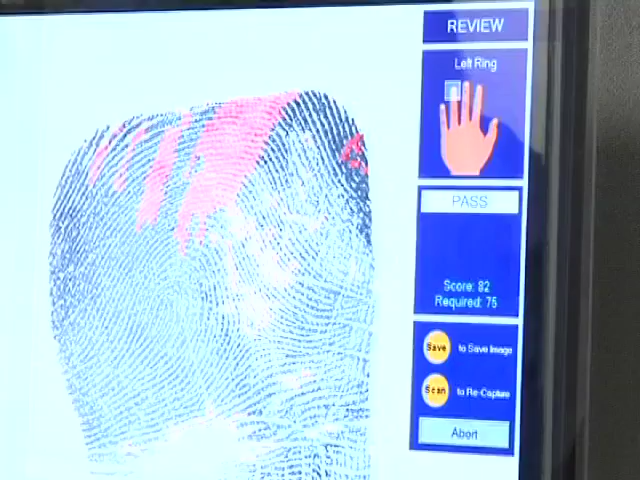 REVIEW
Left Ring
PASS
Score: 82
Required: 75
Save to Save Image
Scan to Re-Capture
Abort